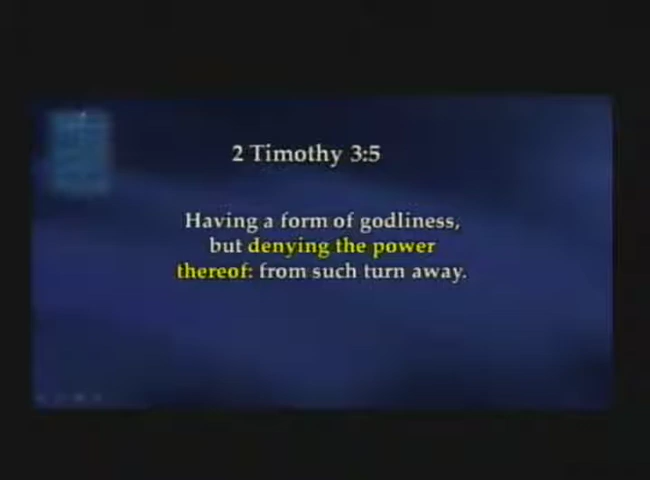 2 Timothy 3:5
Having a form of godliness,
but denying the power
thereof: from such turn away.